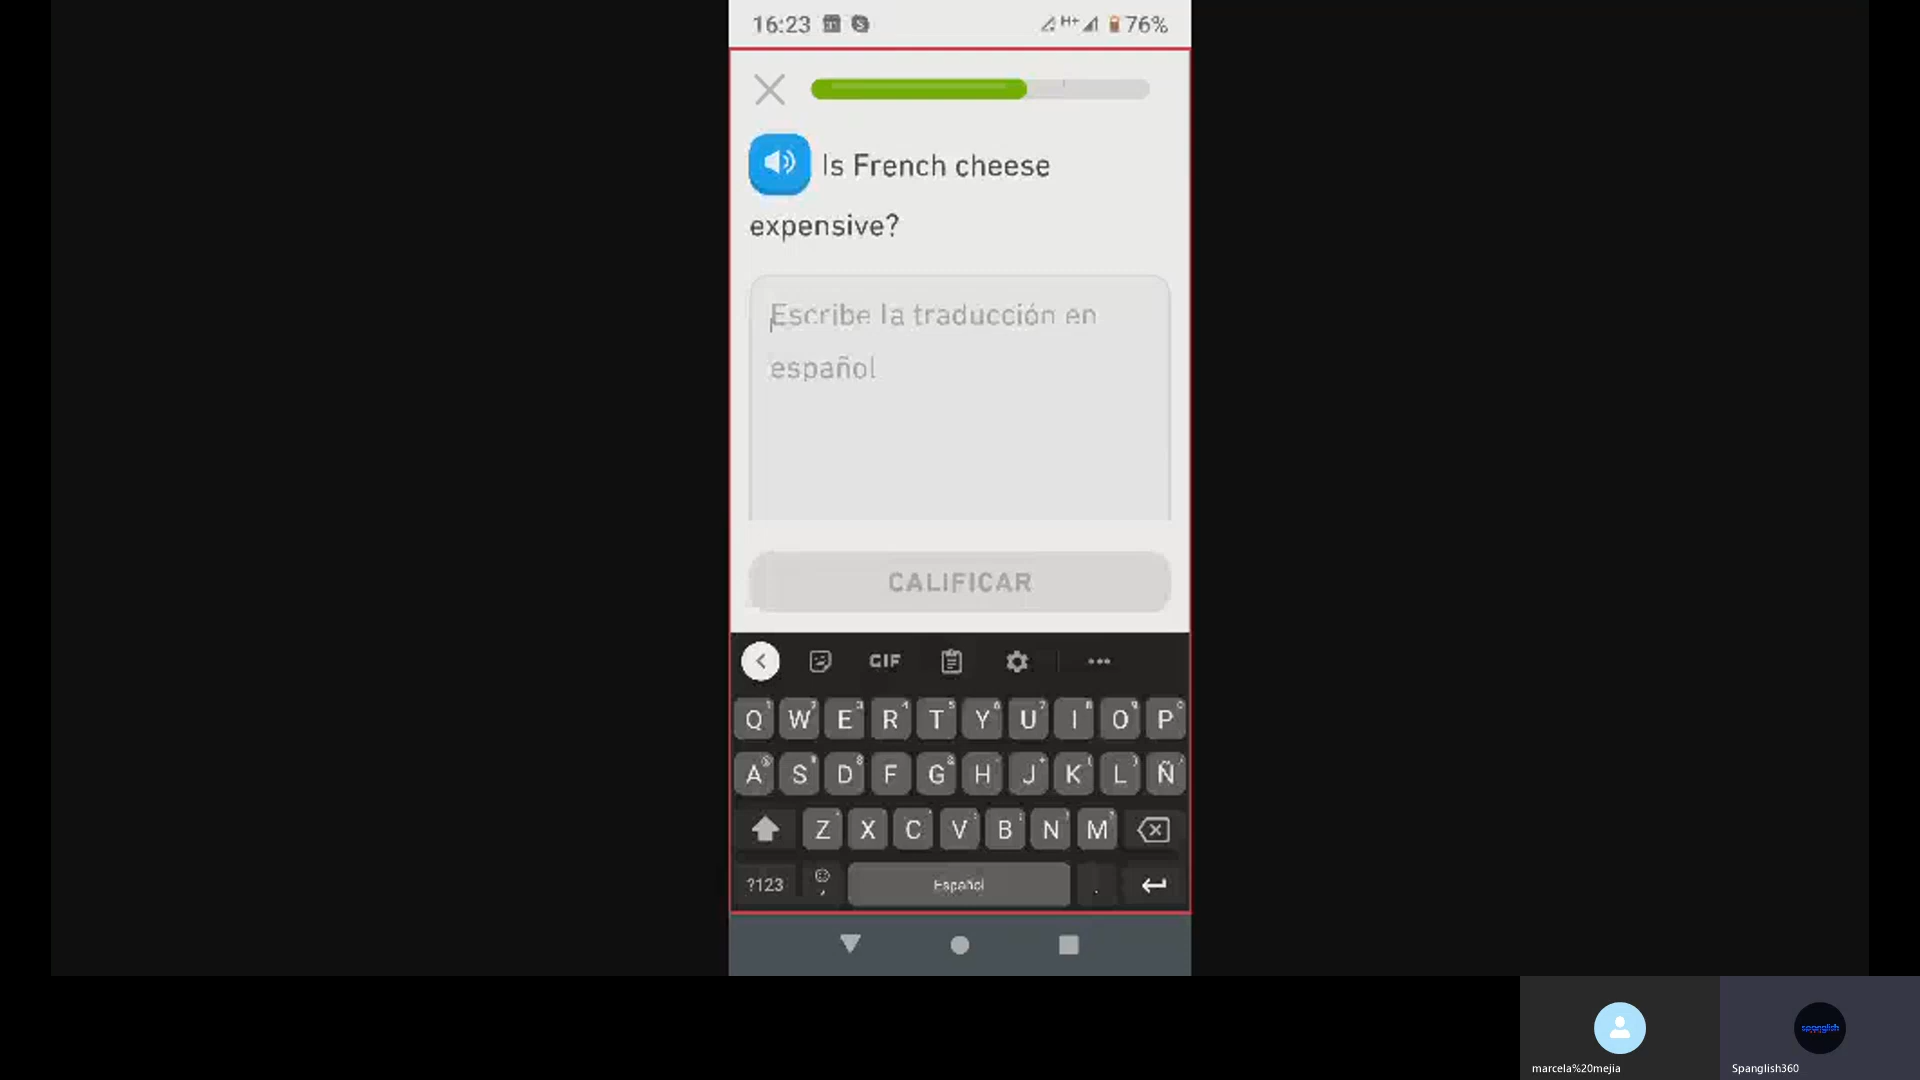 16:23 H+ 76%
Is French cheese
expensive?
Escribe la traducción en
español
CALIFICAR
GIF
Q W E R T Y U I O P
A S D F G H J K L Ñ
Z X C V B N M
?123 , Español .
marcela%20mejia
spanglish
Spanglish360